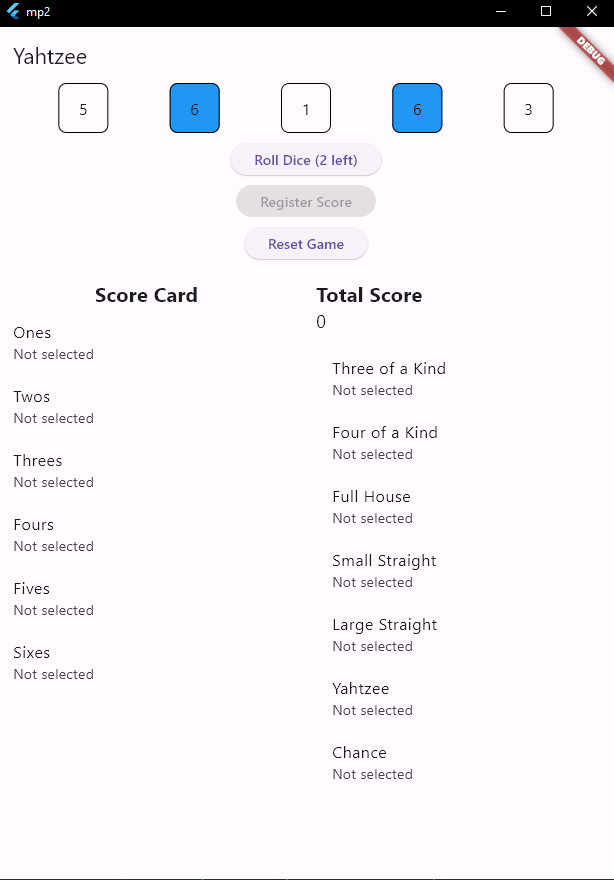 mp2
DEBUG
Yahtzee
5 6 1 6 3
Roll Dice (2 left)
Register Score
Reset Game
Score Card
Ones
Not selected
Twos
Not selected
Threes
Not selected
Fours
Not selected
Fives
Not selected
Sixes
Not selected
Total Score
0
Three of a Kind
Not selected
Four of a Kind
Not selected
Full House
Not selected
Small Straight
Not selected
Large Straight
Not selected
Yahtzee
Not selected
Chance
Not selected